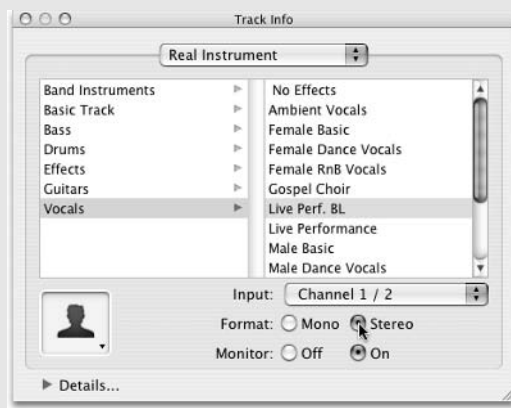 Track Info
Real Instrument
Band Instruments
Basic Track
Bass
Drums
Effects
Guitars
Vocals
No Effects
Ambient Vocals
Female Basic
Female Dance Vocals
Female RnB Vocals
Gospel Choir
Live Perf. BL
Live Performance
Male Basic
Male Dance Vocals
Input: Channel 1 / 2
Format: Mono Stereo
Monitor: Off On
Details...